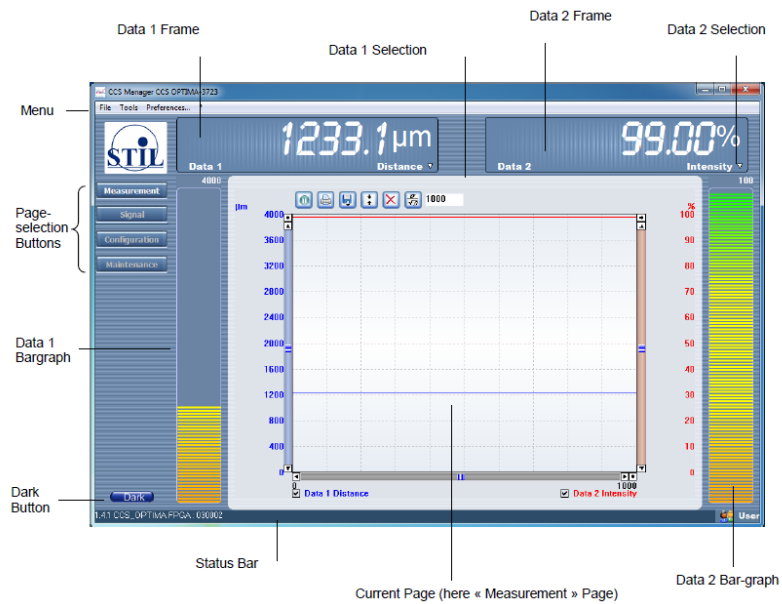 Data 1 Frame
Data 2 Frame
Data 2 Selection
Data 1 Selection
CCS Manager CCS OPTIMA-3723
Menu
File Tools Preferences... ?
STIL
1233.1 µm
Data 1
Distance
99.00%
Data 2
Intensity
4000
100
Page-
selection
Buttons
Measurement
Signal
Configuration
Maintenance
1000
µm
%
4000
3600
3200
2800
2400
2000
1600
1200
800
400
0
100
90
80
70
60
50
40
30
20
10
0
0
1000
Data 1 Distance
Data 2 Intensity
Data 1
Bargraph
Dark
Button
Dark
1.4.1 CCS_OPTIMA FPGA : 030002
User
Status Bar
Current Page (here « Measurement » Page)
Data 2 Bar-graph